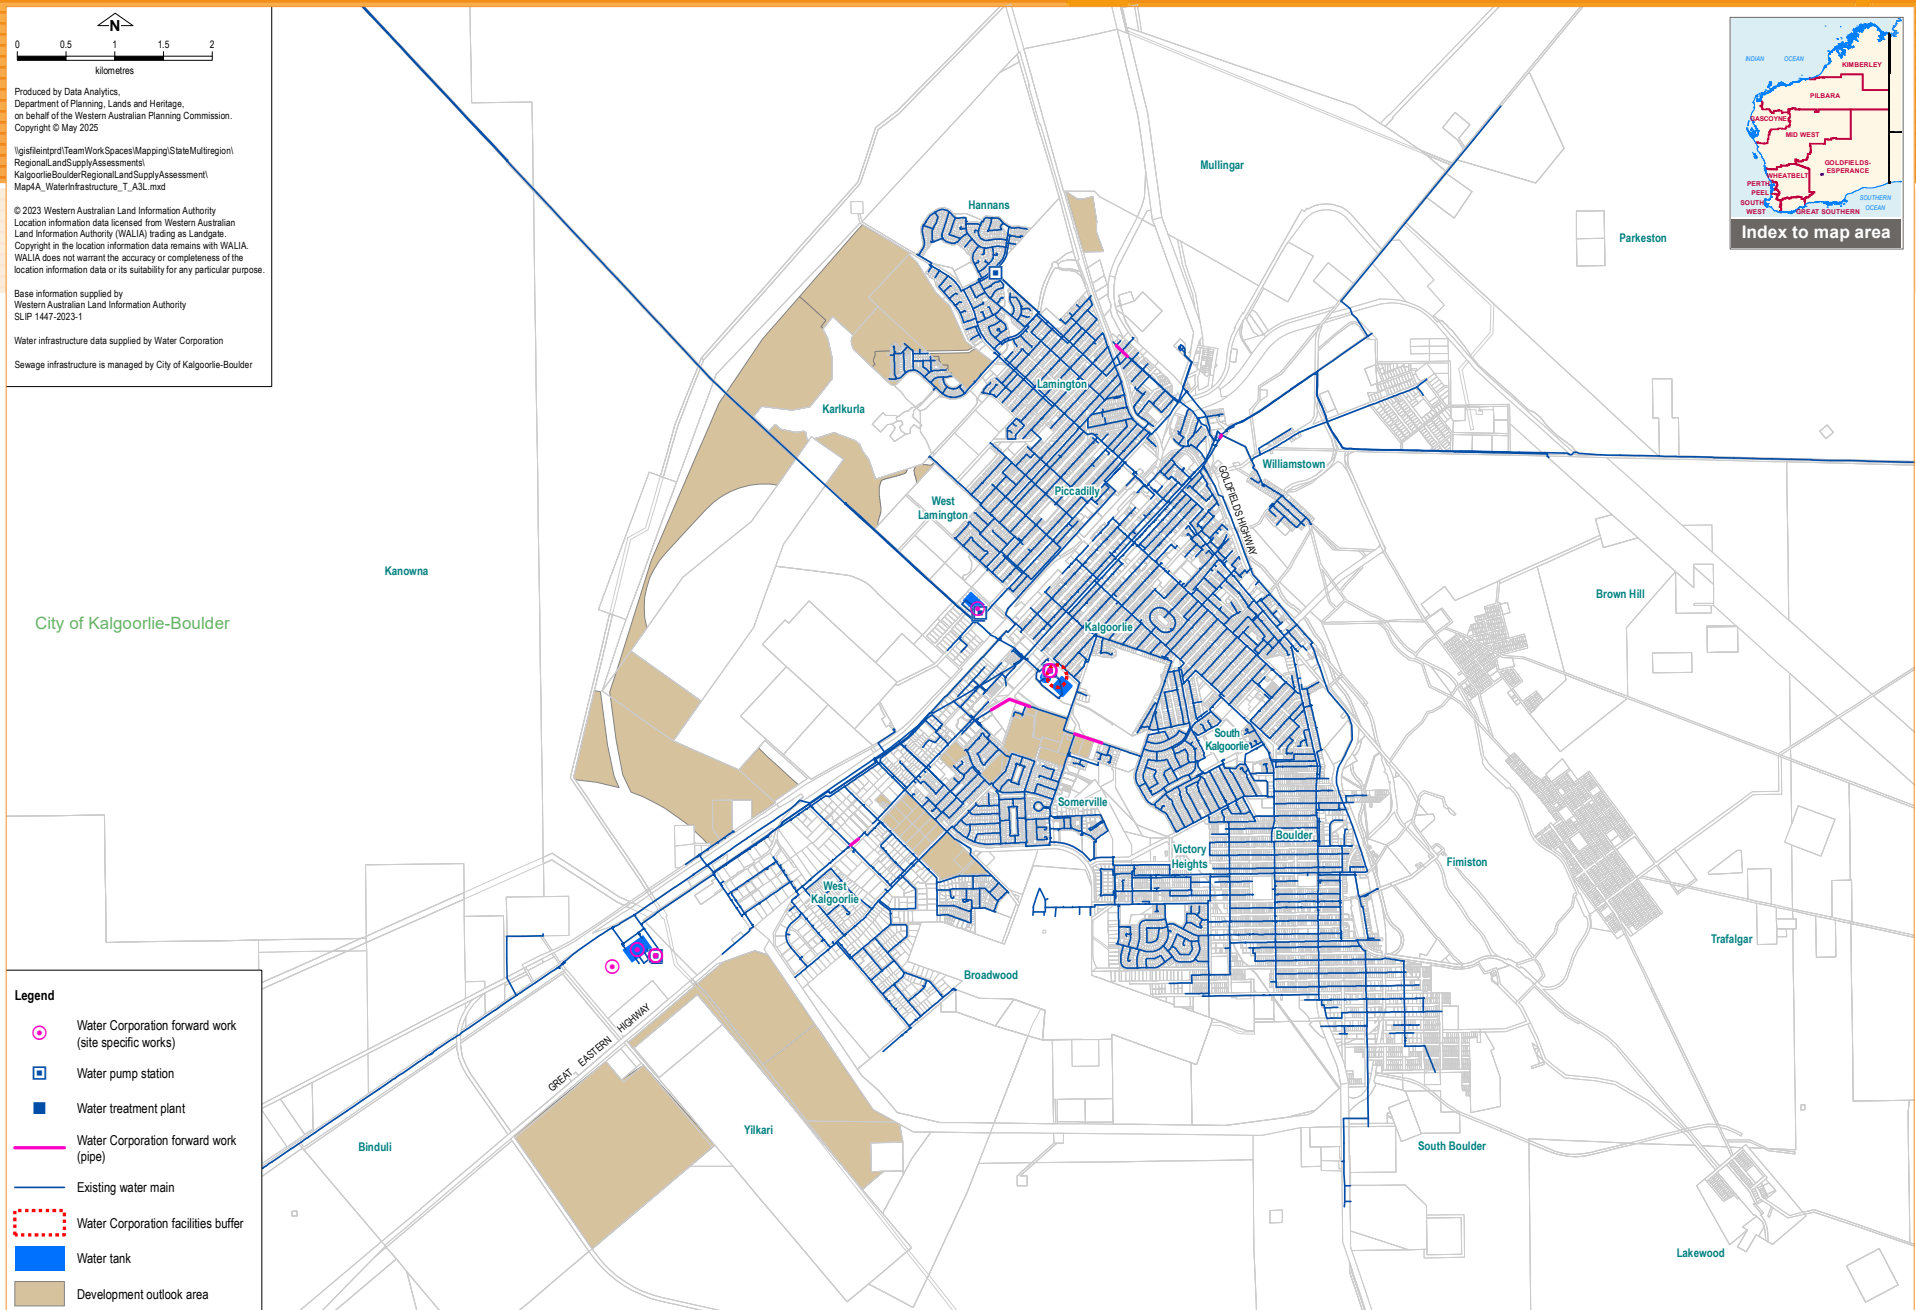 N
0 0.5 1 1.5 2
kilometres
Produced by Data Analytics,
Department of Planning, Lands and Heritage,
on behalf of the Western Australian Planning Commission.
Copyright © May 2025
\\gisfileintprd\TeamWorkSpaces\Mapping\StateMultiregion\
RegionalLandSupplyAssessments\
KalgoorlieBoulderRegionalLandSupplyAssessment\
Map4A_WaterInfrastructure_T_A3L.mxd
© 2023 Western Australian Land Information Authority
Location information data licensed from Western Australian
Land Information Authority (WALIA) trading as Landgate.
Copyright in the location information data remains with WALIA.
WALIA does not warrant the accuracy or completeness of the
location information data or its suitability for any particular purpose.
Base information supplied by
Western Australian Land Information Authority
SLIP 1447-2023-1
Water infrastructure data supplied by Water Corporation
Sewage infrastructure is managed by City of Kalgoorlie-Boulder
INDIAN OCEAN
KIMBERLEY
PILBARA
GASCOYNE
MID WEST
GOLDFIELDS-
ESPERANCE
WHEATBELT
PERTH
PEEL
SOUTH
WEST
GREAT SOUTHERN
SOUTHERN
OCEAN
Index to map area
Mullingar
Hannans
Parkeston
Lamington
Karlkurla
Williamstown
Piccadilly
West
Lamington
GOLDFIELDS HIGHWAY
Kanowna
Brown Hill
City of Kalgoorlie-Boulder
Kalgoorlie
South
Kalgoorlie
Somerville
Boulder
Victory
Heights
Fimiston
West
Kalgoorlie
Trafalgar
Broadwood
GREAT EASTERN HIGHWAY
Yilkari
Binduli
South Boulder
Lakewood
Legend
Water Corporation forward work
(site specific works)
Water pump station
Water treatment plant
Water Corporation forward work
(pipe)
Existing water main
Water Corporation facilities buffer
Water tank
Development outlook area